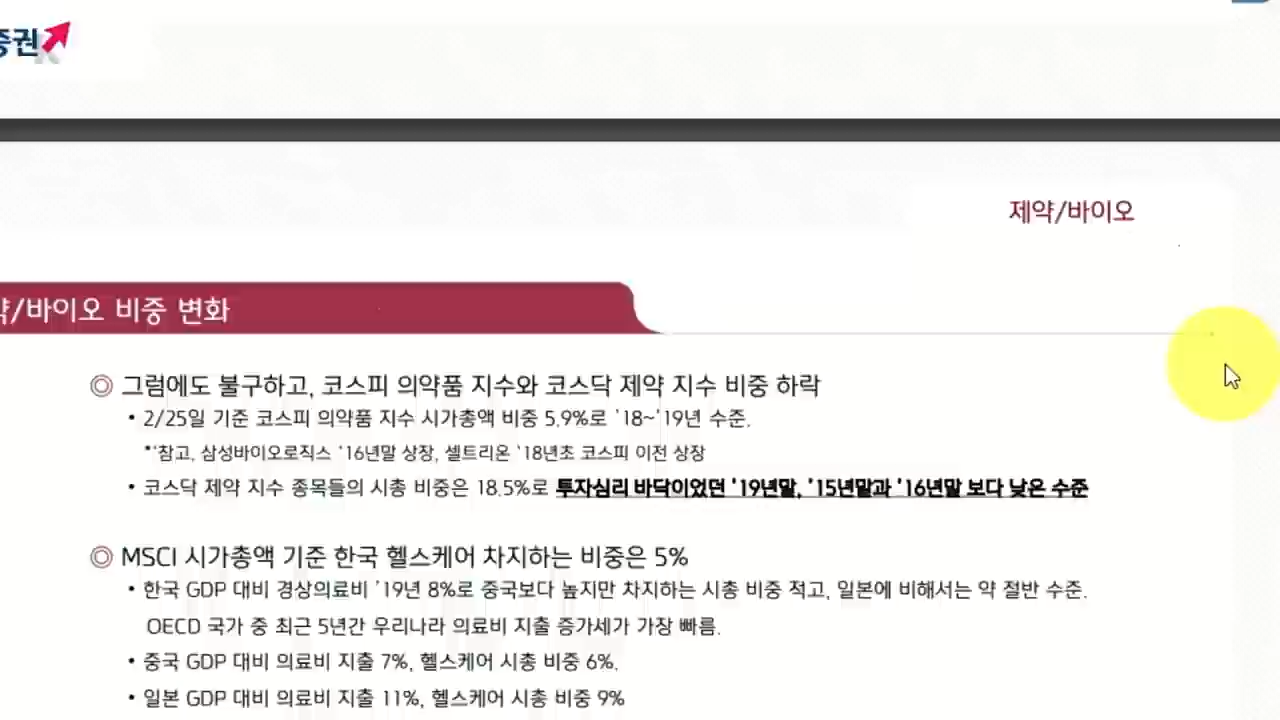 증권
제약/바이오
약/바이오 비중 변화
◎ 그럼에도 불구하고, 코스피 의약품 지수와 코스닥 제약 지수 비중 하락
• 2/25일 기준 코스피 의약품 지수 시가총액 비중 5.9%로 '18~'19년 수준.
*'참고, 삼성바이오로직스 '16년말 상장, 셀트리온 '18년초 코스피 이전 상장
• 코스닥 제약 지수 종목들의 시총 비중은 18.5%로 투자심리 바닥이었던 '19년말, '15년말과 '16년말 보다 낮은 수준
◎ MSCI 시가총액 기준 한국 헬스케어 차지하는 비중은 5%
• 한국 GDP 대비 경상의료비 '19년 8%로 중국보다 높지만 차지하는 시총 비중 적고, 일본에 비해서는 약 절반 수준.
OECD 국가 중 최근 5년간 우리나라 의료비 지출 증가세가 가장 빠름.
• 중국 GDP 대비 의료비 지출 7%, 헬스케어 시총 비중 6%.
• 일본 GDP 대비 의료비 지출 11%, 헬스케어 시총 비중 9%